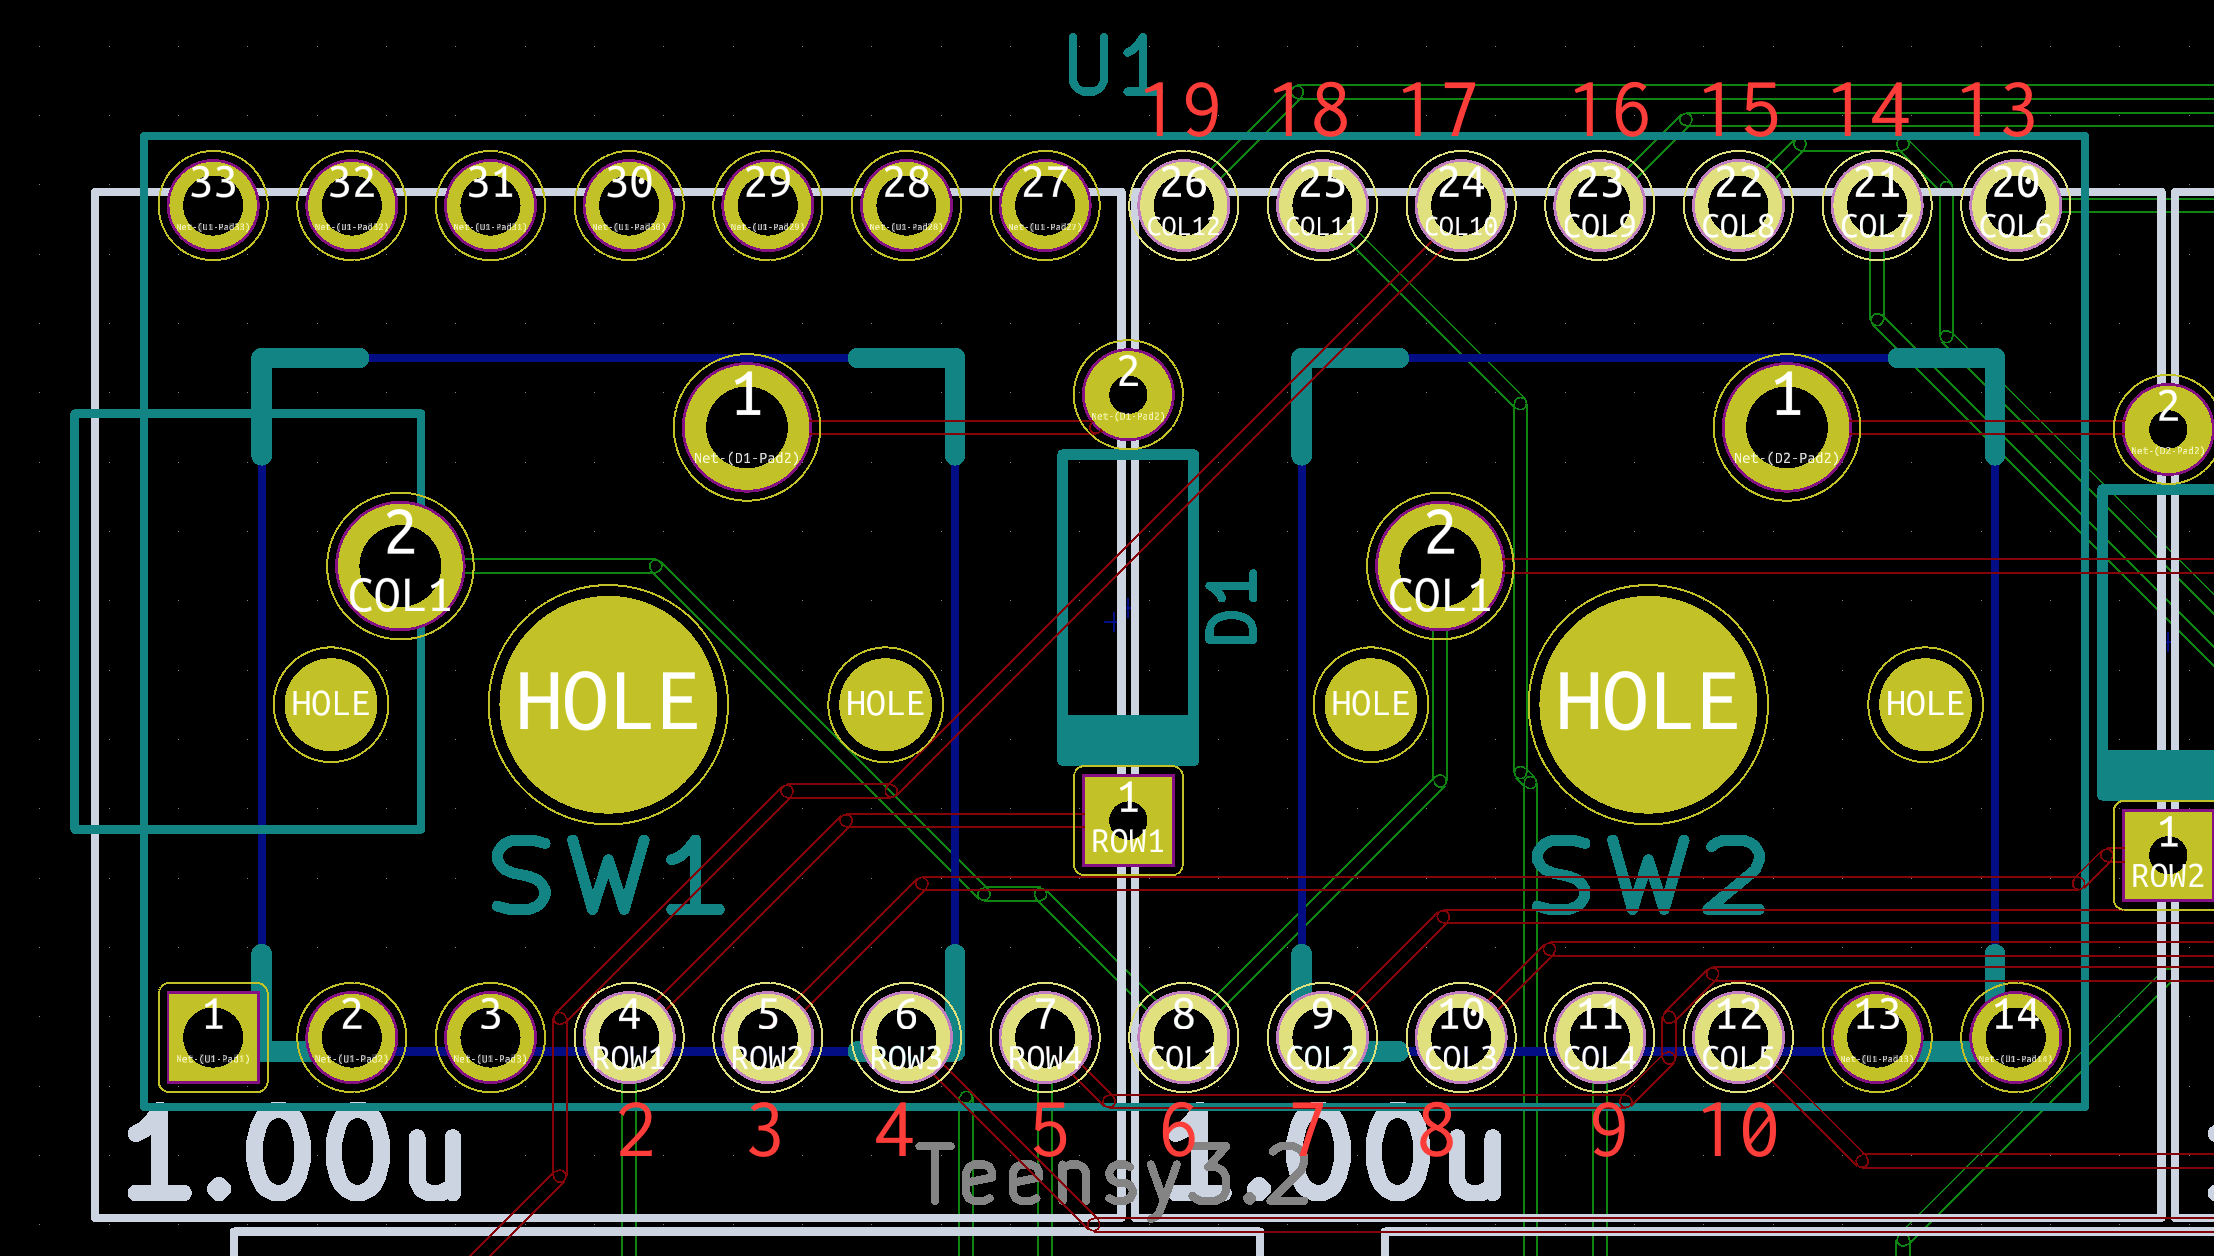 U1
19 18 17 16 15 14 13
33 32 31 30 29 28 27 26 25 24 23 22 21 20
Net-(U1-Pad33) Net-(U1-Pad32) Net-(U1-Pad31) Net-(U1-Pad30) Net-(U1-Pad29) Net-(U1-Pad28) Net-(U1-Pad27) COL12 COL11 COL10 COL9 COL8 COL7 COL6
1 2 1 2
Net-(D1-Pad2) Net-(D1-Pad2) Net-(D2-Pad2) Net-(D2-Pad2)
2 2
COL1 COL1
D1
HOLE HOLE HOLE HOLE HOLE HOLE
1 1
ROW1 ROW2
SW1 SW2
1 2 3 4 5 6 7 8 9 10 11 12 13 14
Net-(U1-Pad1) Net-(U1-Pad2) Net-(U1-Pad3) ROW1 ROW2 ROW3 ROW4 COL1 COL2 COL3 COL4 COL5 Net-(U1-Pad13) Net-(U1-Pad14)
2 3 4 5 6 7 8 9 10
1.00u 1.00u
Teensy3.2